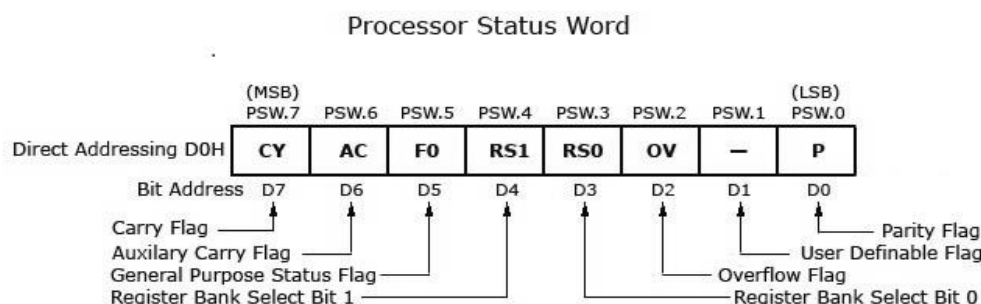 Processor Status Word
(MSB) (LSB)
PSW.7 PSW.6 PSW.5 PSW.4 PSW.3 PSW.2 PSW.1 PSW.0
Direct Addressing D0H CY AC F0 RS1 RS0 OV — P
Bit Address D7 D6 D5 D4 D3 D2 D1 D0
Carry Flag Parity Flag
Auxilary Carry Flag User Definable Flag
General Purpose Status Flag Overflow Flag
Register Bank Select Bit 1 Register Bank Select Bit 0